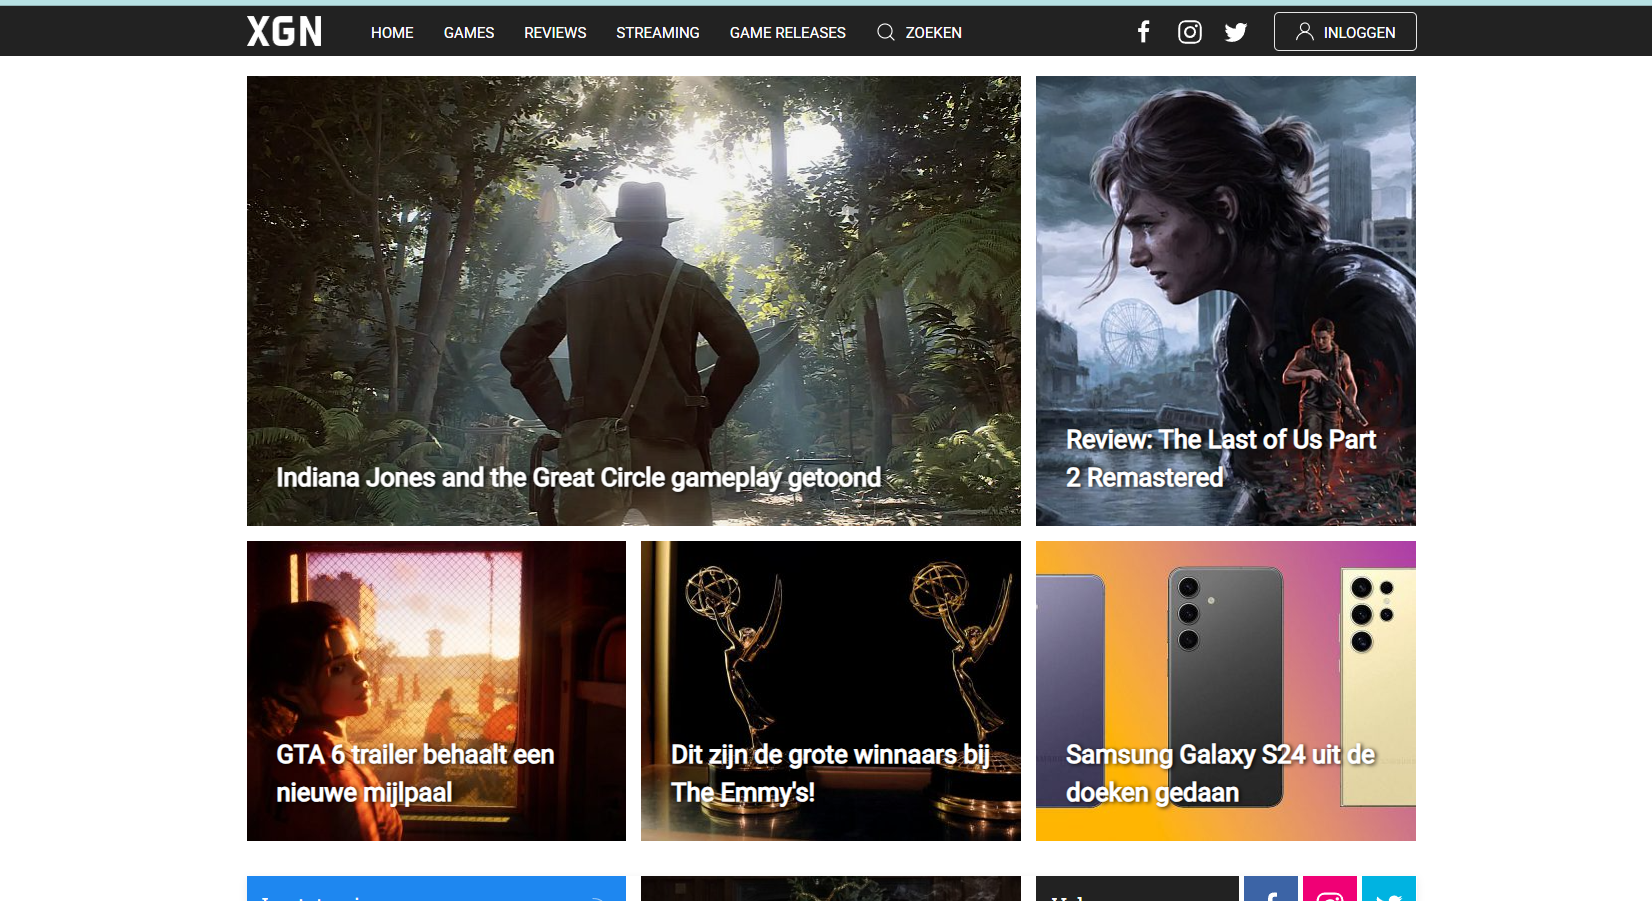 XGN
HOME
GAMES
REVIEWS
STREAMING
GAME RELEASES
ZOEKEN
INLOGGEN
Indiana Jones and the Great Circle gameplay getoond
Review: The Last of Us Part
2 Remastered
GTA 6 trailer behaalt een
nieuwe mijlpaal
Dit zijn de grote winnaars bij
The Emmy's!
Samsung Galaxy S24 uit de
doeken gedaan